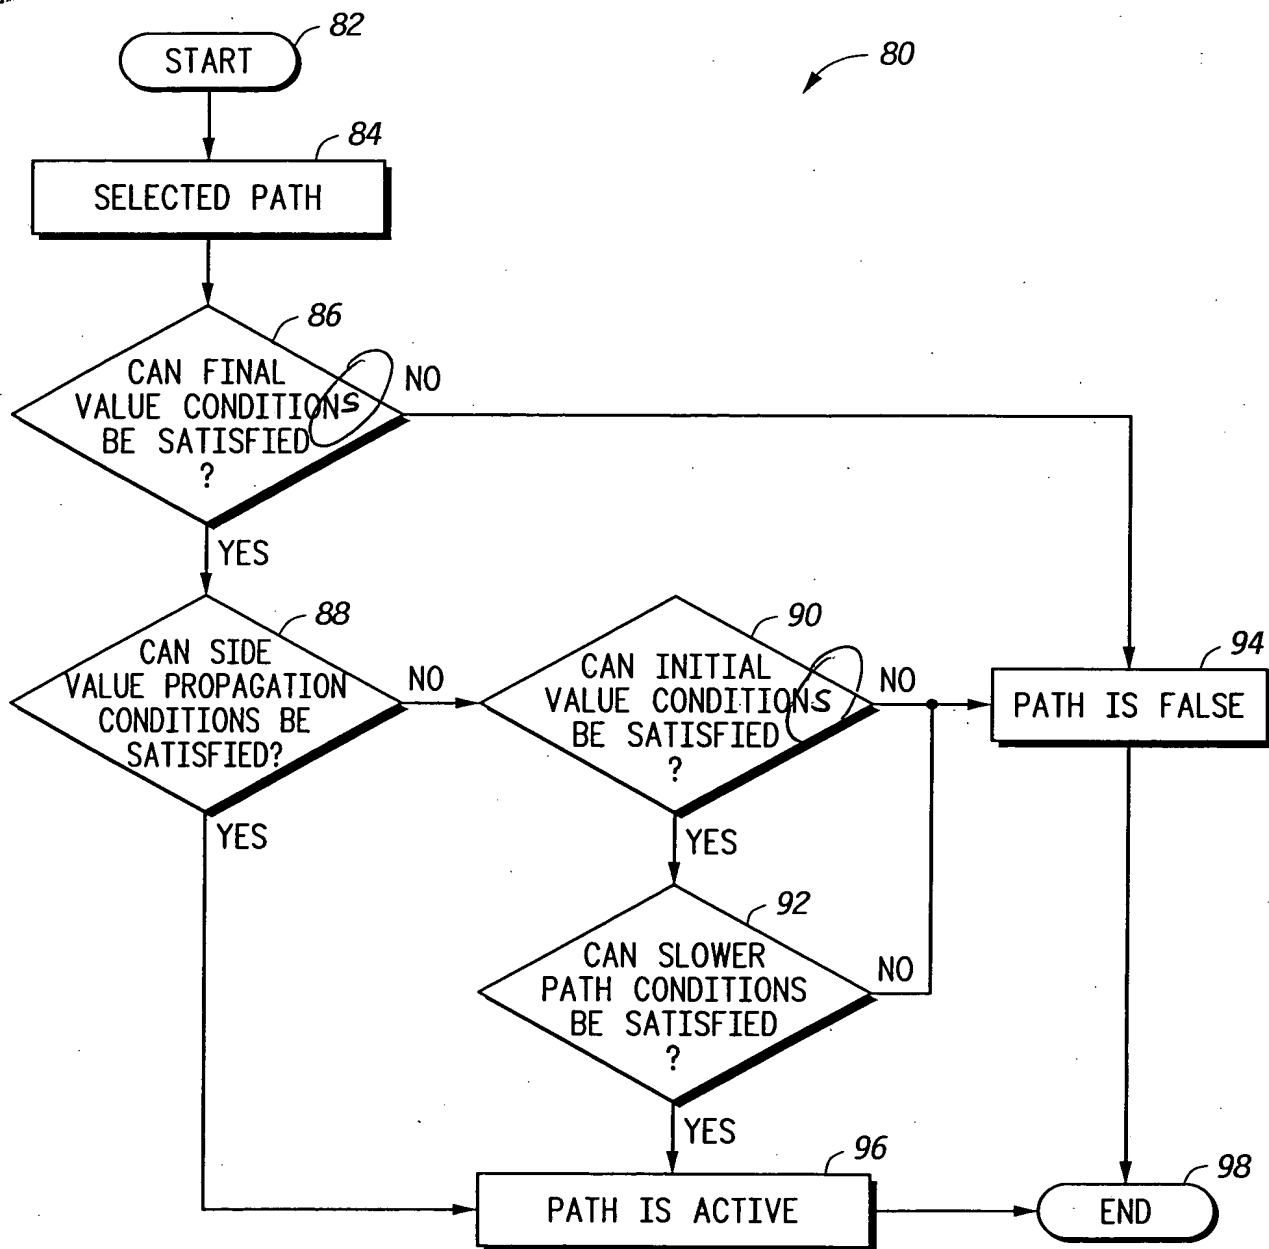 82
START
80
84
SELECTED PATH
86
CAN FINAL
VALUE CONDITIONS
BE SATISFIED
?
NO
YES
88
CAN SIDE
VALUE PROPAGATION
CONDITIONS BE
SATISFIED?
NO
YES
90
CAN INITIAL
VALUE CONDITIONS
BE SATISFIED
?
NO
YES
94
PATH IS FALSE
92
CAN SLOWER
PATH CONDITIONS
BE SATISFIED
?
NO
YES
96
PATH IS ACTIVE
98
END